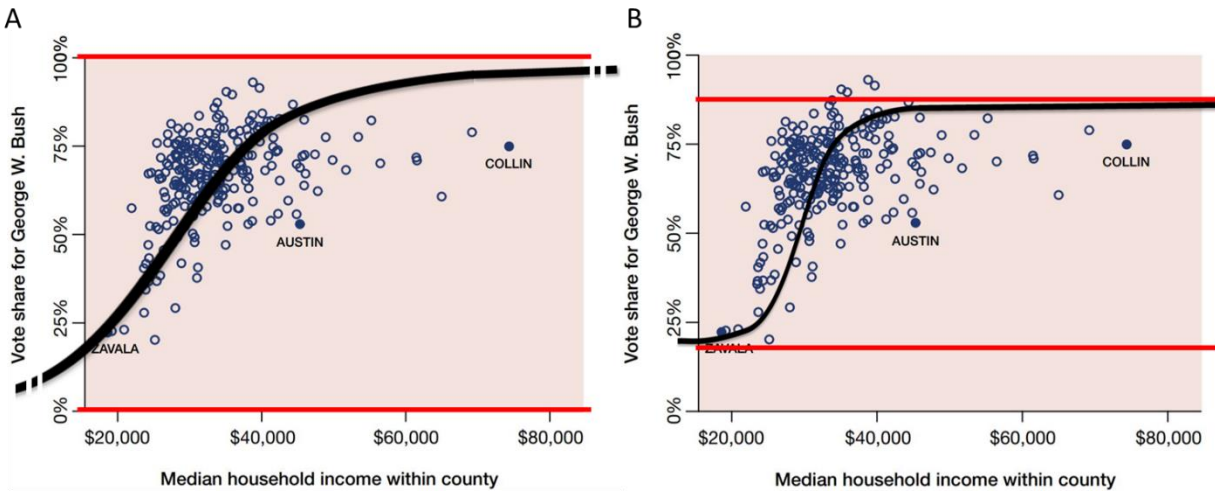 A
Vote share for George W. Bush
100%
75%
50%
25%
0%
COLLIN
AUSTIN
ZAVALA
$20,000
$40,000
$60,000
$80,000
Median household income within county
B
Vote share for George W. Bush
100%
75%
50%
25%
0%
COLLIN
AUSTIN
ZAVALA
$20,000
$40,000
$60,000
$80,000
Median household income within county